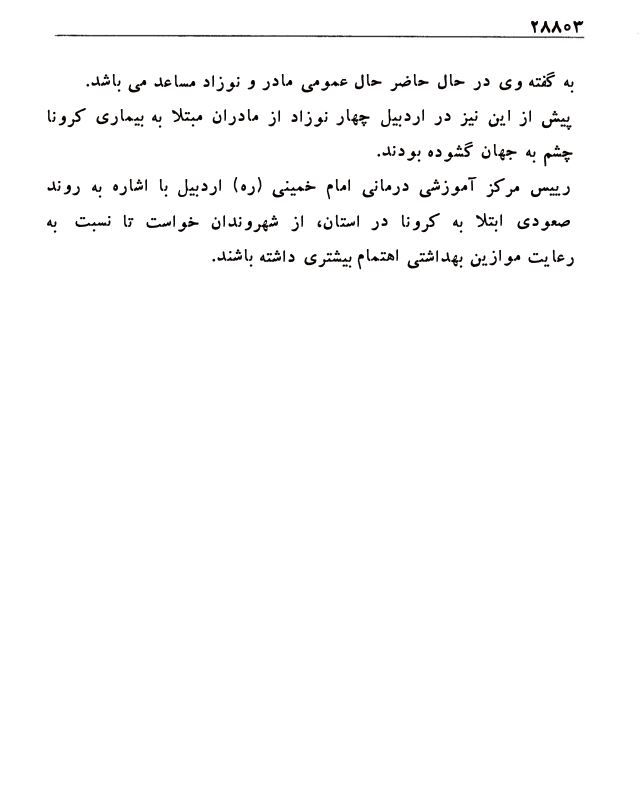 ۲۸۸۰۳
به گفته وی در حال حاضر حال عمومی مادر و نوزاد مساعد می باشد.
پیش از این نیز در اردبیل چهار نوزاد از مادران مبتلا به بیماری کرونا
چشم به جهان گشوده بودند.
رییس مرکز آموزشی درمانی امام خمینی (ره) اردبیل با اشاره به روند
صعودی ابتلا به کرونا در استان، از شهروندان خواست تا نسبت به
رعایت موازین بهداشتی اهتمام بیشتری داشته باشند.